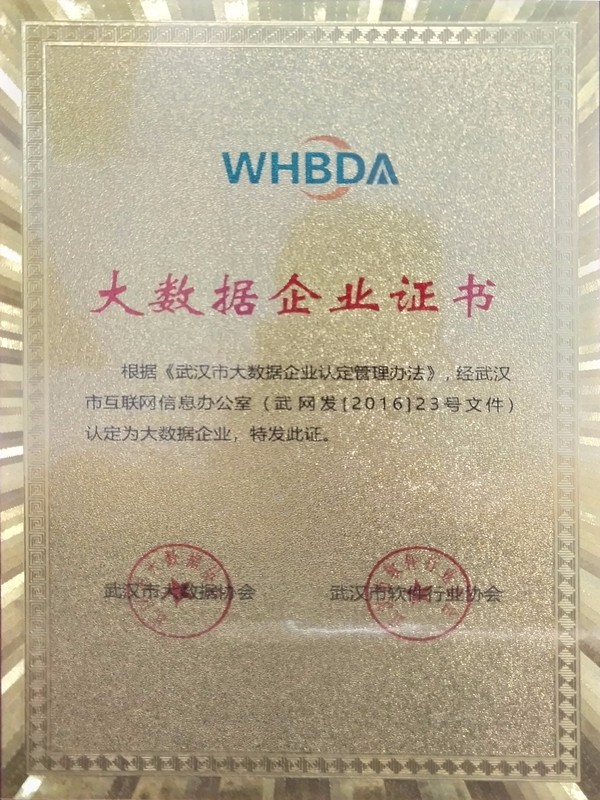 WHBDA
大数据企业证书
根据《武汉市大数据企业认定管理办法》，经武汉
市互联网信息办公室（武网发[2016]23号文件）
认定为大数据企业，特发此证。
武汉市大数据协会 武汉市软件行业协会